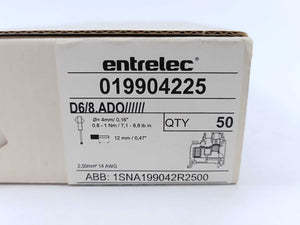 entrelec
019904225
D6/8.ADO//////
Ø= 4mm/ 0,16"
0.8 - 1 Nm / 7,1 - 8,8 lb.in
12 mm / 0,47"
QTY 50
2,50mm² 14 AWG
ABB: 1SNA199042R2500